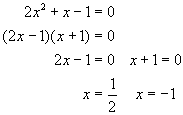 2x² + x − 1 = 0
(2x − 1)(x + 1) = 0
2x − 1 = 0 x + 1 = 0
x = 1/2 x = −1